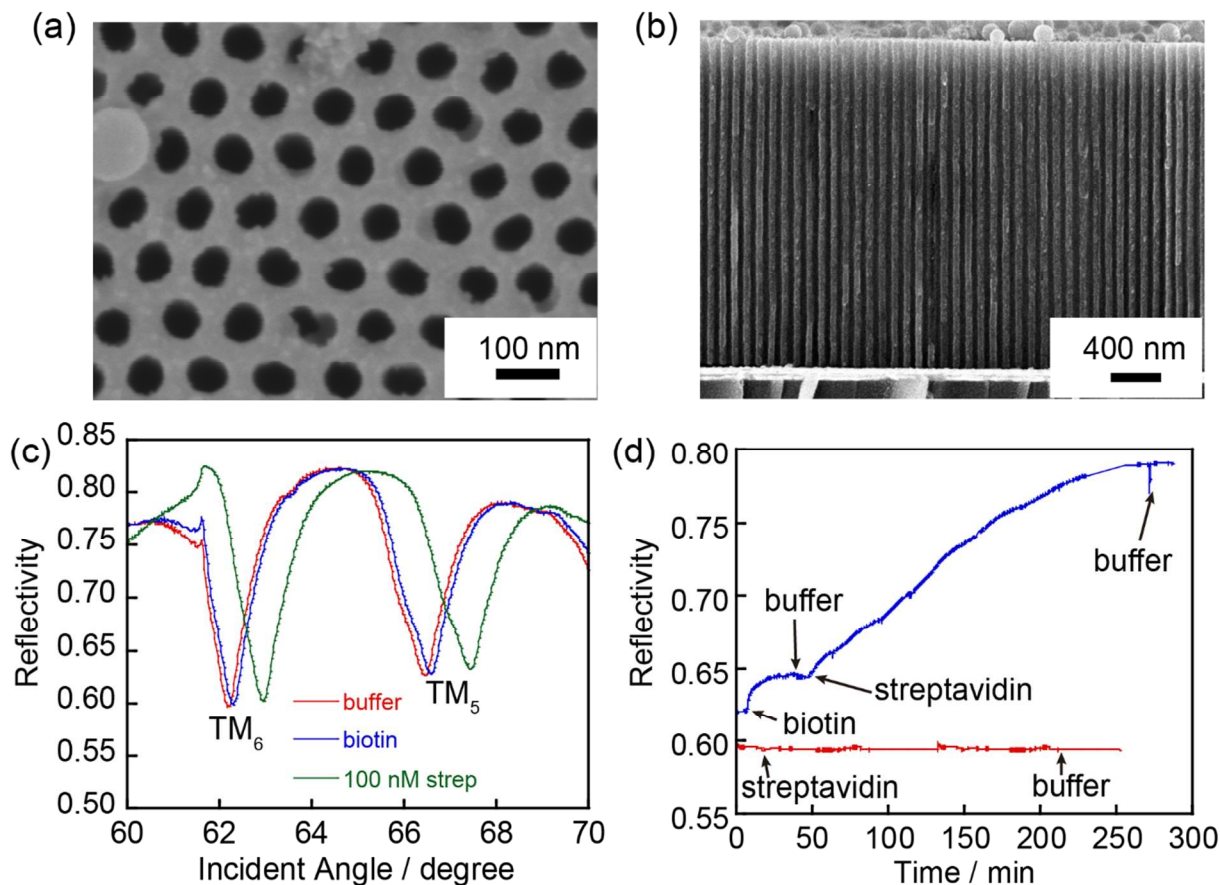 (a)
100 nm
(b)
400 nm
(c)
0.85
0.80
0.75
0.70
0.65
0.60
0.55
0.50
Reflectivity
60
62
64
66
68
70
Incident Angle / degree
TM6
TM5
buffer
biotin
100 nM strep
(d)
0.80
0.75
0.70
0.65
0.60
0.55
Reflectivity
0
50
100
150
200
250
300
Time / min
buffer
buffer
streptavidin
biotin
streptavidin
buffer